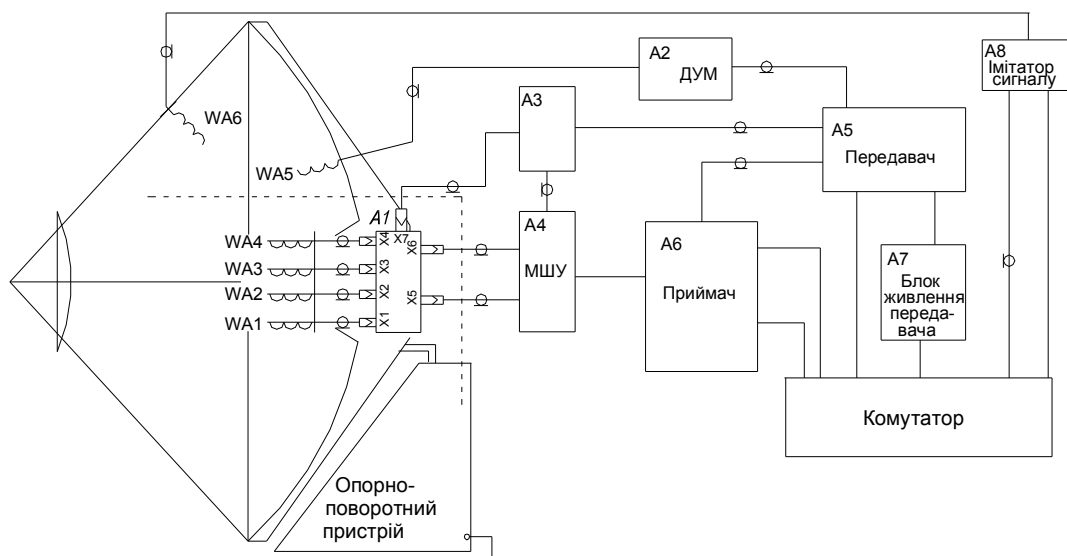 A8
Імітатор
сигналу
A2
ДУМ
WA6
A3
A5
Передавач
WA5
A1
X7
A4
МШУ
A6
Приймач
WA4
X4
X6
WA3
X3
WA2
X2
X5
WA1
X1
A7
Блок
живлення
переда-
вача
Комутатор
Опорно-
поворотний
пристрій